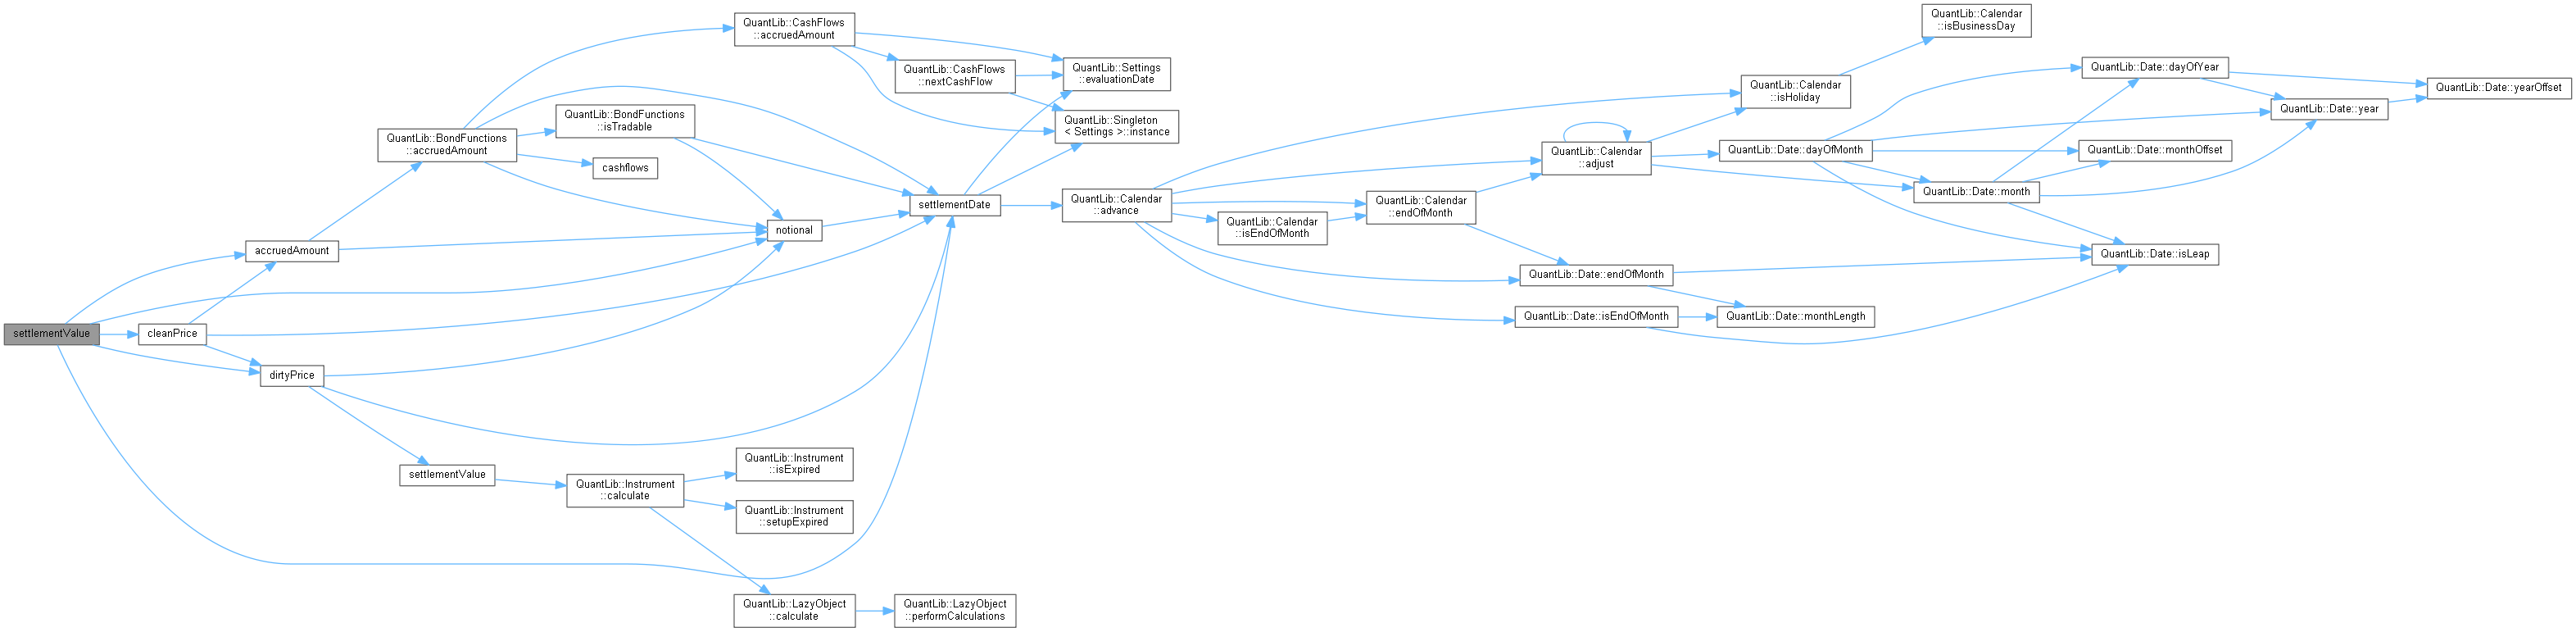 settlementValue
accruedAmount
cleanPrice
dirtyPrice
QuantLib::BondFunctions
::accruedAmount
settlementValue
QuantLib::BondFunctions
::isTradable
cashflows
QuantLib::Instrument
::calculate
QuantLib::CashFlows
::accruedAmount
notional
QuantLib::Instrument
::isExpired
QuantLib::Instrument
::setupExpired
QuantLib::LazyObject
::calculate
QuantLib::CashFlows
::nextCashFlow
settlementDate
QuantLib::LazyObject
::performCalculations
QuantLib::Settings
::evaluationDate
QuantLib::Singleton
< Settings >::instance
QuantLib::Calendar
::advance
QuantLib::Calendar
::isEndOfMonth
QuantLib::Calendar
::endOfMonth
QuantLib::Calendar
::adjust
QuantLib::Date::endOfMonth
QuantLib::Date::isEndOfMonth
QuantLib::Calendar
::isHoliday
QuantLib::Date::dayOfMonth
QuantLib::Date::monthLength
QuantLib::Calendar
::isBusinessDay
QuantLib::Date::month
QuantLib::Date::dayOfYear
QuantLib::Date::monthOffset
QuantLib::Date::isLeap
QuantLib::Date::year
QuantLib::Date::yearOffset